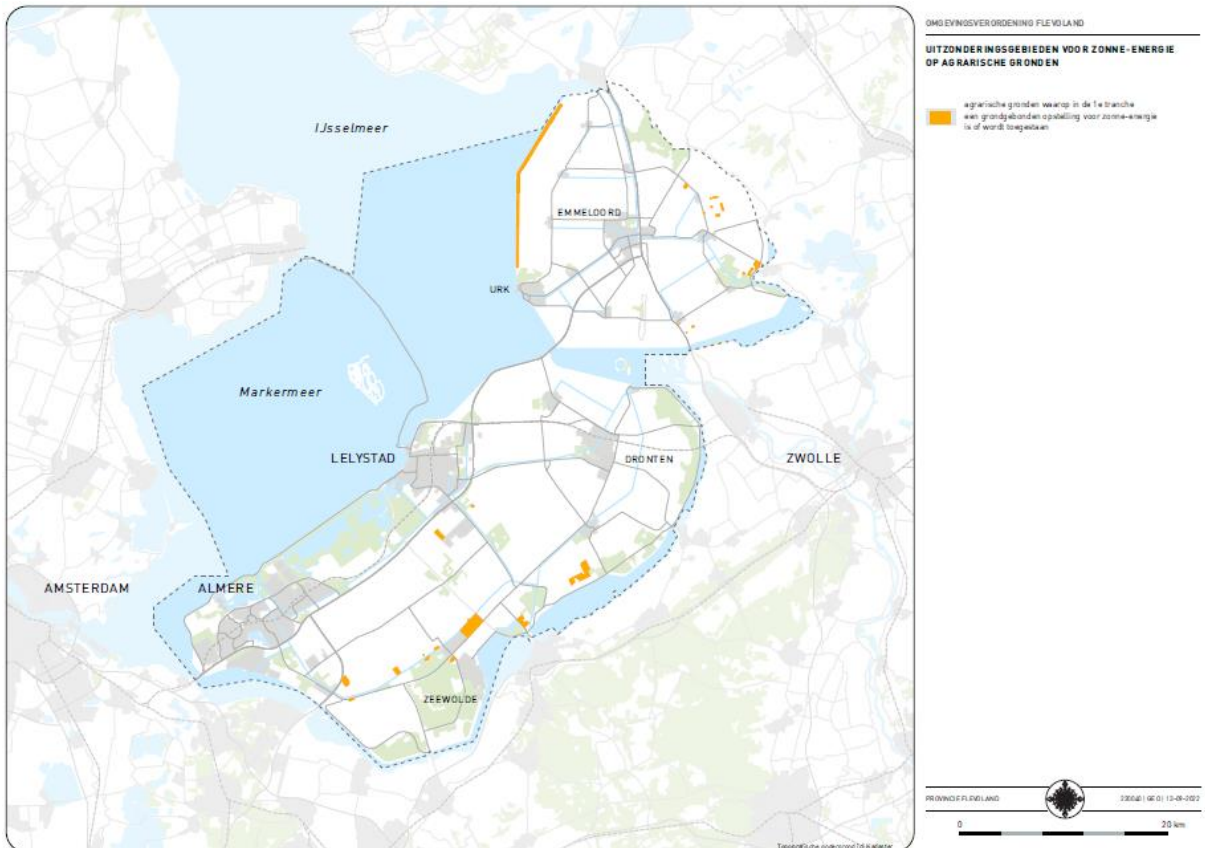 OMGEVINGSVERORDENING FLEVOLAND
UITZONDERINGSGEBIEDEN VOOR ZONNE-ENERGIE
OP AGRARISCHE GRONDEN
agrarische gronden waarop in de 1e tranche
een grondgebonden opstelling voor zonne-energie
is of wordt toegestaan
IJsselmeer
EMMELOORD
URK
Markermeer
LELYSTAD
DRONTEN
ZWOLLE
AMSTERDAM
ALMERE
ZEEWOLDE
PROVINCIE FLEVOLAND
0
20 km